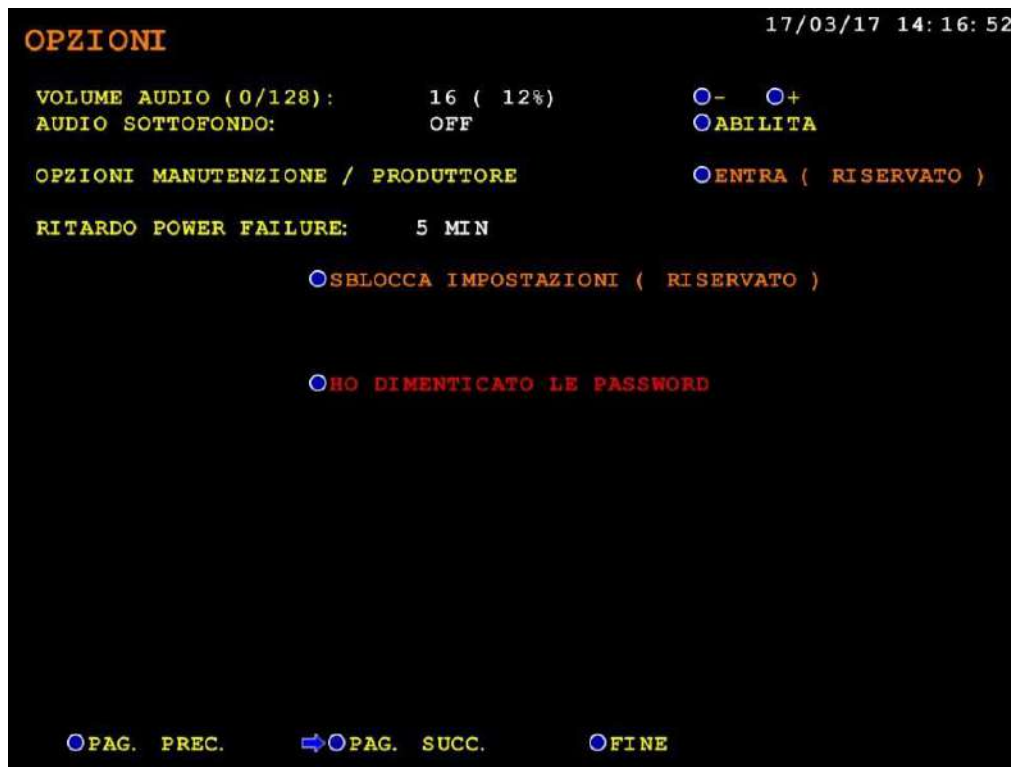 OPZIONI 17/03/17 14:16:52
VOLUME AUDIO (0/128): 16 ( 12%) - +
AUDIO SOTTOFONDO: OFF ABILITA
OPZIONI MANUTENZIONE / PRODUTTORE ENTRA ( RISERVATO )
RITARDO POWER FAILURE: 5 MIN
SBLOCCA IMPOSTAZIONI ( RISERVATO )
HO DIMENTICATO LE PASSWORD
PAG. PREC. PAG. SUCC. FINE